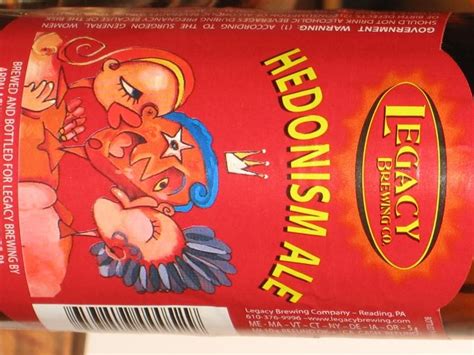 LEGACY
BREWING CO.
HEDONISM ALE
GOVERNMENT WARNING: (1) ACCORDING TO THE SURGEON GENERAL, WOMEN
SHOULD NOT DRINK ALCOHOLIC BEVERAGES DURING PREGNANCY BECAUSE OF THE
BREWED AND BOTTLED FOR LEGACY BREWING BY
Legacy Brewing Company - Reading, PA
610-376-9996 • www.legacybrewing.com
ME - MA - VT - CT - NY - DE - IA - OR - 5